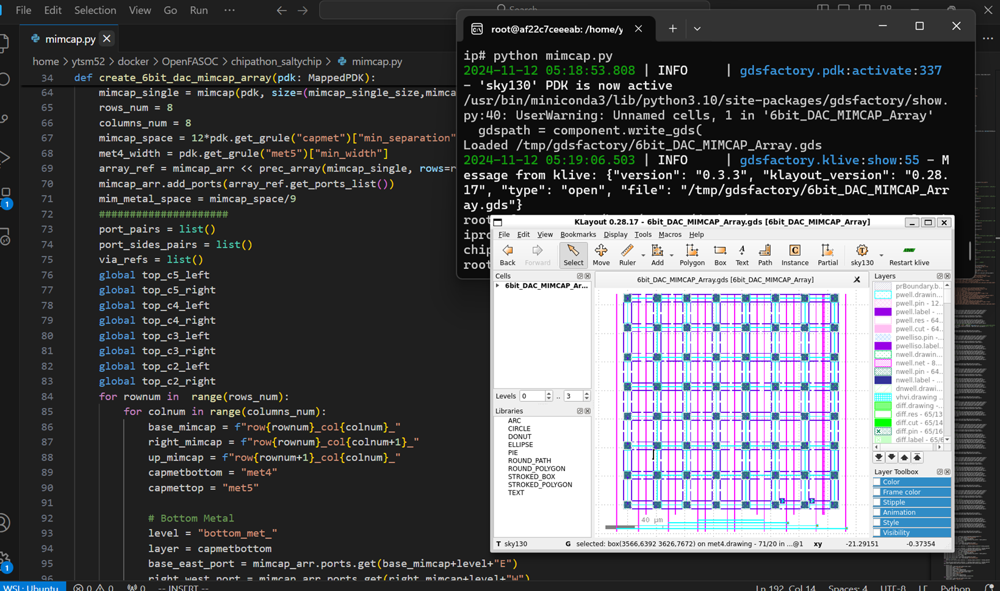 File Edit Selection View Go Run ···
Search
mimcap.py
home > ytsm52 > docker > OpenFASOC > chipathon_saltychip > mimcap.py
34 def create_6bit_dac_mimcap_array(pdk: MappedPDK):
64 mimcap_single = mimcap(pdk, size=(mimcap_single_size,mimca
65 rows_num = 8
66 columns_num = 8
67 mimcap_space = 12*pdk.get_grule("capmet")["min_separation"
68 met4_width = pdk.get_grule("met5")["min_width"]
69 array_ref = mimcap_arr << prec_array(mimcap_single, rows=r
70 mimcap_arr.add_ports(array_ref.get_ports_list())
71 mim_metal_space = mimcap_space/9
72 #####################
73 port_pairs = list()
74 port_sides_pairs = list()
75 via_refs = list()
76 global top_c5_left
77 global top_c5_right
78 global top_c4_left
79 global top_c4_right
80 global top_c3_left
81 global top_c3_right
82 global top_c2_left
83 global top_c2_right
84 for rownum in  range(rows_num):
85 for colnum in range(columns_num):
86 base_mimcap = f"row{rownum}_col{colnum}_"
87 right_mimcap = f"row{rownum}_col{colnum+1}_"
88 up_mimcap = f"row{rownum+1}_col{colnum}_"
89 capmetbottom = "met4"
90 capmettop = "met5"
91
92 # Bottom Metal
93 level = "bottom_met_"
94 layer = capmetbottom
95 base_east_port = mimcap_arr.ports.get(base_mimcap+level+"E")
96 right_west_port = mimcap_arr.ports.get(right_mimcap+level+"W")
1
1
WSL: Ubuntu 0 0 0 -- INSERT -- Ln 192, Col 14 Spaces: 4 UTF-8 LF Python
root@af22c7ceeeab: /home/y
ip# python mimcap.py
2024-11-12 05:18:53.808 | INFO | gdsfactory.pdk:activate:337
- 'sky130' PDK is now active
/usr/bin/miniconda3/lib/python3.10/site-packages/gdsfactory/show.
py:40: UserWarning: Unnamed cells, 1 in '6bit_DAC_MIMCAP_Array'
gdspath = component.write_gds(
Loaded /tmp/gdsfactory/6bit_DAC_MIMCAP_Array.gds
2024-11-12 05:19:06.503 | INFO | gdsfactory.klive:show:55 - M
essage from klive: {"version": "0.3.3", "klayout_version": "0.28.
17", "type": "open", "file": "/tmp/gdsfactory/6bit_DAC_MIMCAP_Arr
ay.gds"}
root
ipro
chip
root
KLayout 0.28.17 - 6bit_DAC_MIMCAP_Array.gds [6bit_DAC_MIMCAP_Array]
File Edit View Bookmarks Display Tools Macros Help
Back Forward Select Move Ruler Add Polygon Box Text Path Instance Partial sky130 Restart klive
Cells
6bit_DAC_MIMCAP_Ar...
Levels 0 .. 3
Libraries
ARC
CIRCLE
DONUT
ELLIPSE
PIE
ROUND_PATH
ROUND_POLYGON
STROKED_BOX
STROKED_POLYGON
TEXT
6bit_DAC_MIMCAP_Array.gds [6bit_DAC_MIMCAP_Array]
40 µm
Layers
prBoundary.b...
pwell.drawin...
pwell.pin - 12...
pwell.label - ...
pwell.res - 64...
pwell.cut - 64...
pwelliso.pin -...
pwelliso.label...
nwell.drawin...
nwell.net - 8...
nwell.pin - 64...
nwell.label - ...
dnwell.drawi...
vhvi.drawing ...
diff.drawing -...
diff.res - 65/13
diff.cut - 65/14
diff.pin - 65/16
diff.label - 65/6
Layer Toolbox
Color
Frame color
Stipple
Animation
Style
Visibility
T sky130 G selected: box(3566,6392 3626,7672) on met4.drawing - 71/20 in ...@1 xy -21.29151 -0.37354